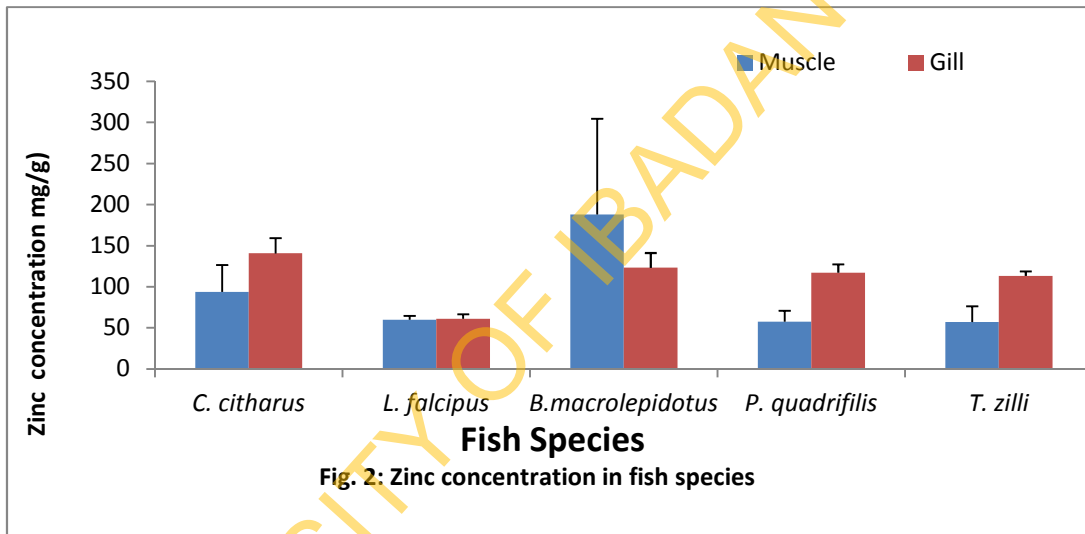 Muscle Gill
350
300
250
200
150
100
50
0
Zinc concentration mg/g
C. citharus L. falcipus B.macrolepidotus P. quadrifilis T. zilli
Fish Species
Fig. 2: Zinc concentration in fish species
SITY OF IBADAN